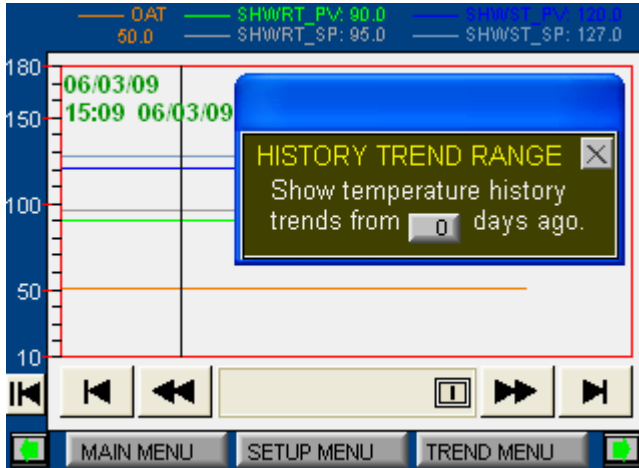 OAT SHWRT_PV: 90.0 SHWST_PV: 120.0
50.0 SHWRT_SP: 95.0 SHWST_SP: 127.0
180
06/03/09
150 15:09 06/03/09
HISTORY TREND RANGE
Show temperature history
100 trends from 0 days ago.
50
10
MAIN MENU SETUP MENU TREND MENU